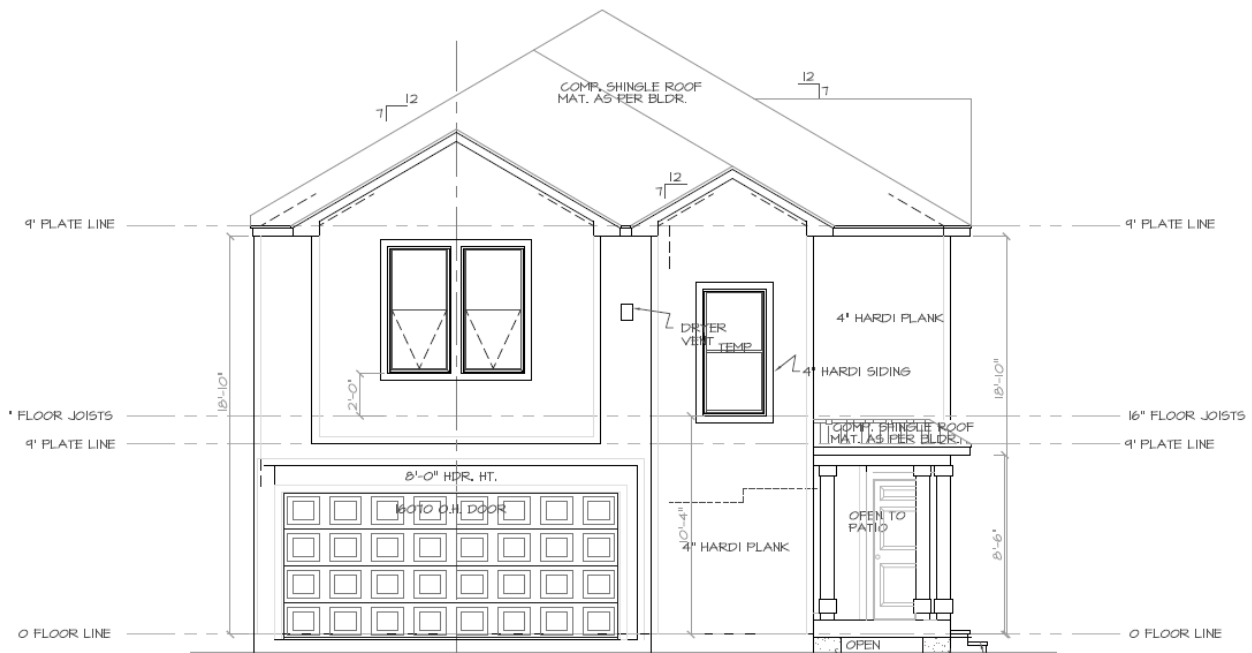 12
7
COMP. SHINGLE ROOF
MAT. AS PER BLDR.
12
7
12
7
9' PLATE LINE
9' PLATE LINE
4" HARDI PLANK
DRYER
VENT
TEMP
4" HARDI SIDING
18'-10"
2'-0"
18'-10"
" FLOOR JOISTS
16" FLOOR JOISTS
COMP. SHINGLE ROOF
MAT. AS PER BLDR.
9' PLATE LINE
9' PLATE LINE
8'-0" HDR. HT.
16070 O.H. DOOR
10'-4"
OPEN TO
PATIO
4" HARDI PLANK
8'-6"
0 FLOOR LINE
0 FLOOR LINE
OPEN